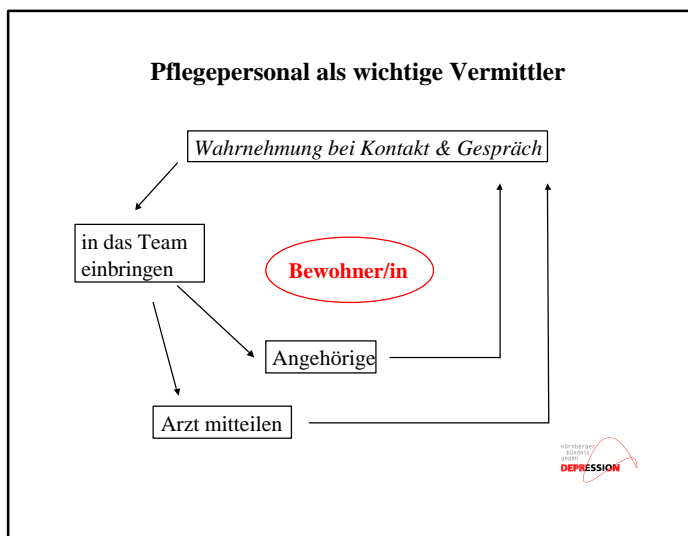 Pflegepersonal als wichtige Vermittler
Wahrnehmung bei Kontakt & Gespräch
in das Team
einbringen
Bewohner/in
Angehörige
Arzt mitteilen
nürnberger
bündnis
gegen
DEPRESSION